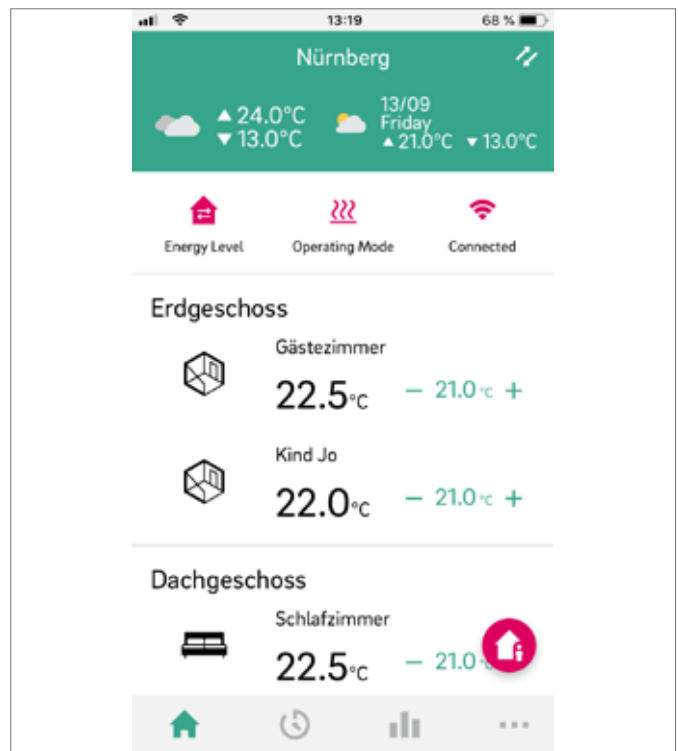 13:19 68 %
Nürnberg
▲ 24.0°C
▼ 13.0°C
13/09
Friday
▲ 21.0°C ▼ 13.0°C
Energy Level Operating Mode Connected
Erdgeschoss
Gästezimmer
22.5°C − 21.0 °C +
Kind Jo
22.0°C − 21.0 °C +
Dachgeschoss
Schlafzimmer
22.5°C − 21.0